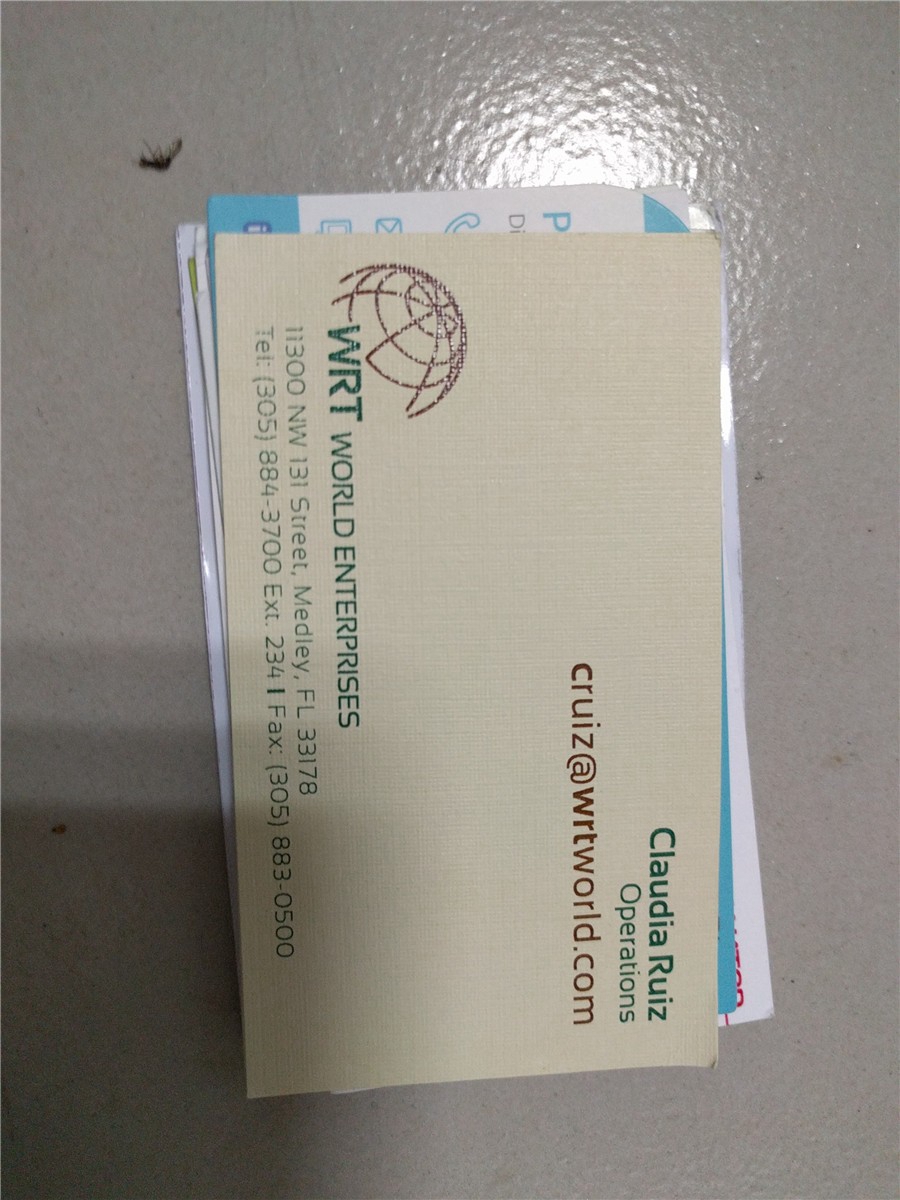 Claudia Ruiz
Operations
cruiz@wrtworld.com
WRT WORLD ENTERPRISES
11300 NW 131 Street, Medley, FL 33178
Tel: (305) 884-3700 Ext. 234 I Fax: (305) 883-0500